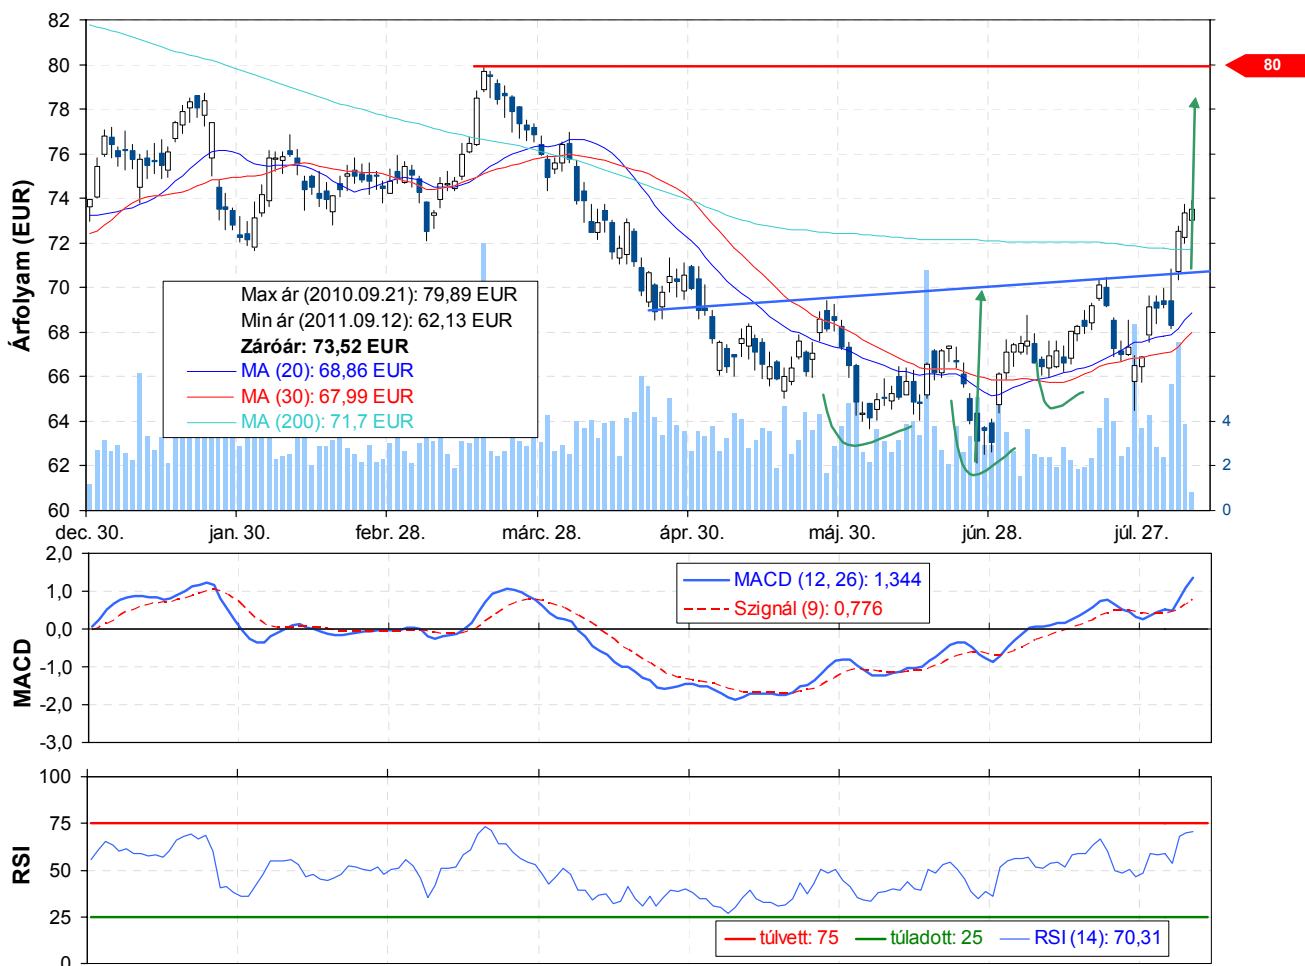 82
80
78
76
74
72
70
68
66
64
62
60
Árfolyam (EUR)
80
4
2
0
Max ár (2010.09.21): 79,89 EUR
Min ár (2011.09.12): 62,13 EUR
Záróár: 73,52 EUR
MA (20): 68,86 EUR
MA (30): 67,99 EUR
MA (200): 71,7 EUR
dec. 30. jan. 30. febr. 28. márc. 28. ápr. 30. máj. 30. jún. 28. júl. 27.
2,0
1,0
0,0
-1,0
-2,0
-3,0
MACD
MACD (12, 26): 1,344
Szignál (9): 0,776
100
75
50
25
0
RSI
túlvett: 75 túladott: 25 RSI (14): 70,31